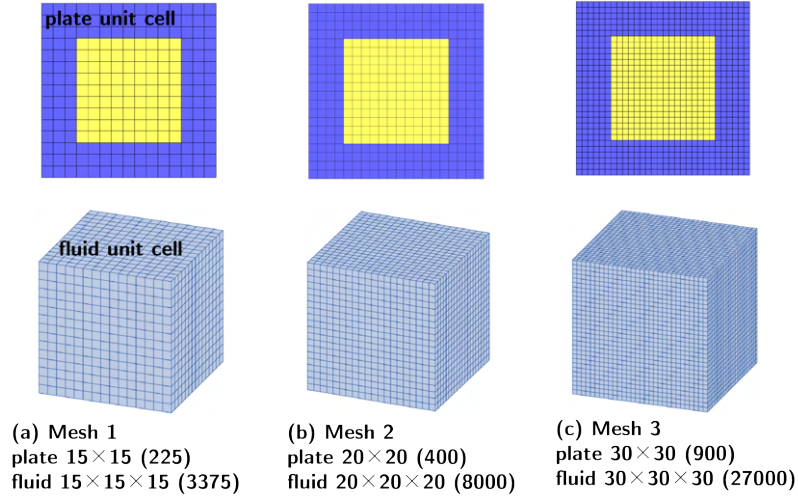 plate unit cell
fluid unit cell
(a) Mesh 1
plate 15×15 (225)
fluid 15×15×15 (3375)
(b) Mesh 2
plate 20×20 (400)
fluid 20×20×20 (8000)
(c) Mesh 3
plate 30×30 (900)
fluid 30×30×30 (27000)